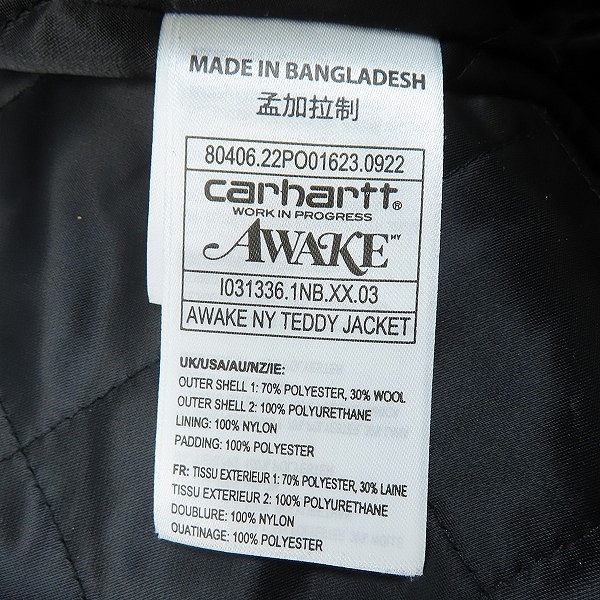 MADE IN BANGLADESH
孟加拉制
80406.22PO01623.0922
carhartt®
WORK IN PROGRESS
AWAKE NY
I031336.1NB.XX.03
AWAKE NY TEDDY JACKET
UK/USA/AU/NZ/IE:
OUTER SHELL 1: 70% POLYESTER, 30% WOOL
OUTER SHELL 2: 100% POLYURETHANE
LINING: 100% NYLON
PADDING: 100% POLYESTER
FR: TISSU EXTERIEUR 1: 70% POLYESTER, 30% LAINE
TISSU EXTERIEUR 2: 100% POLYURETHANE
DOUBLURE: 100% NYLON
OUATINAGE: 100% POLYESTER